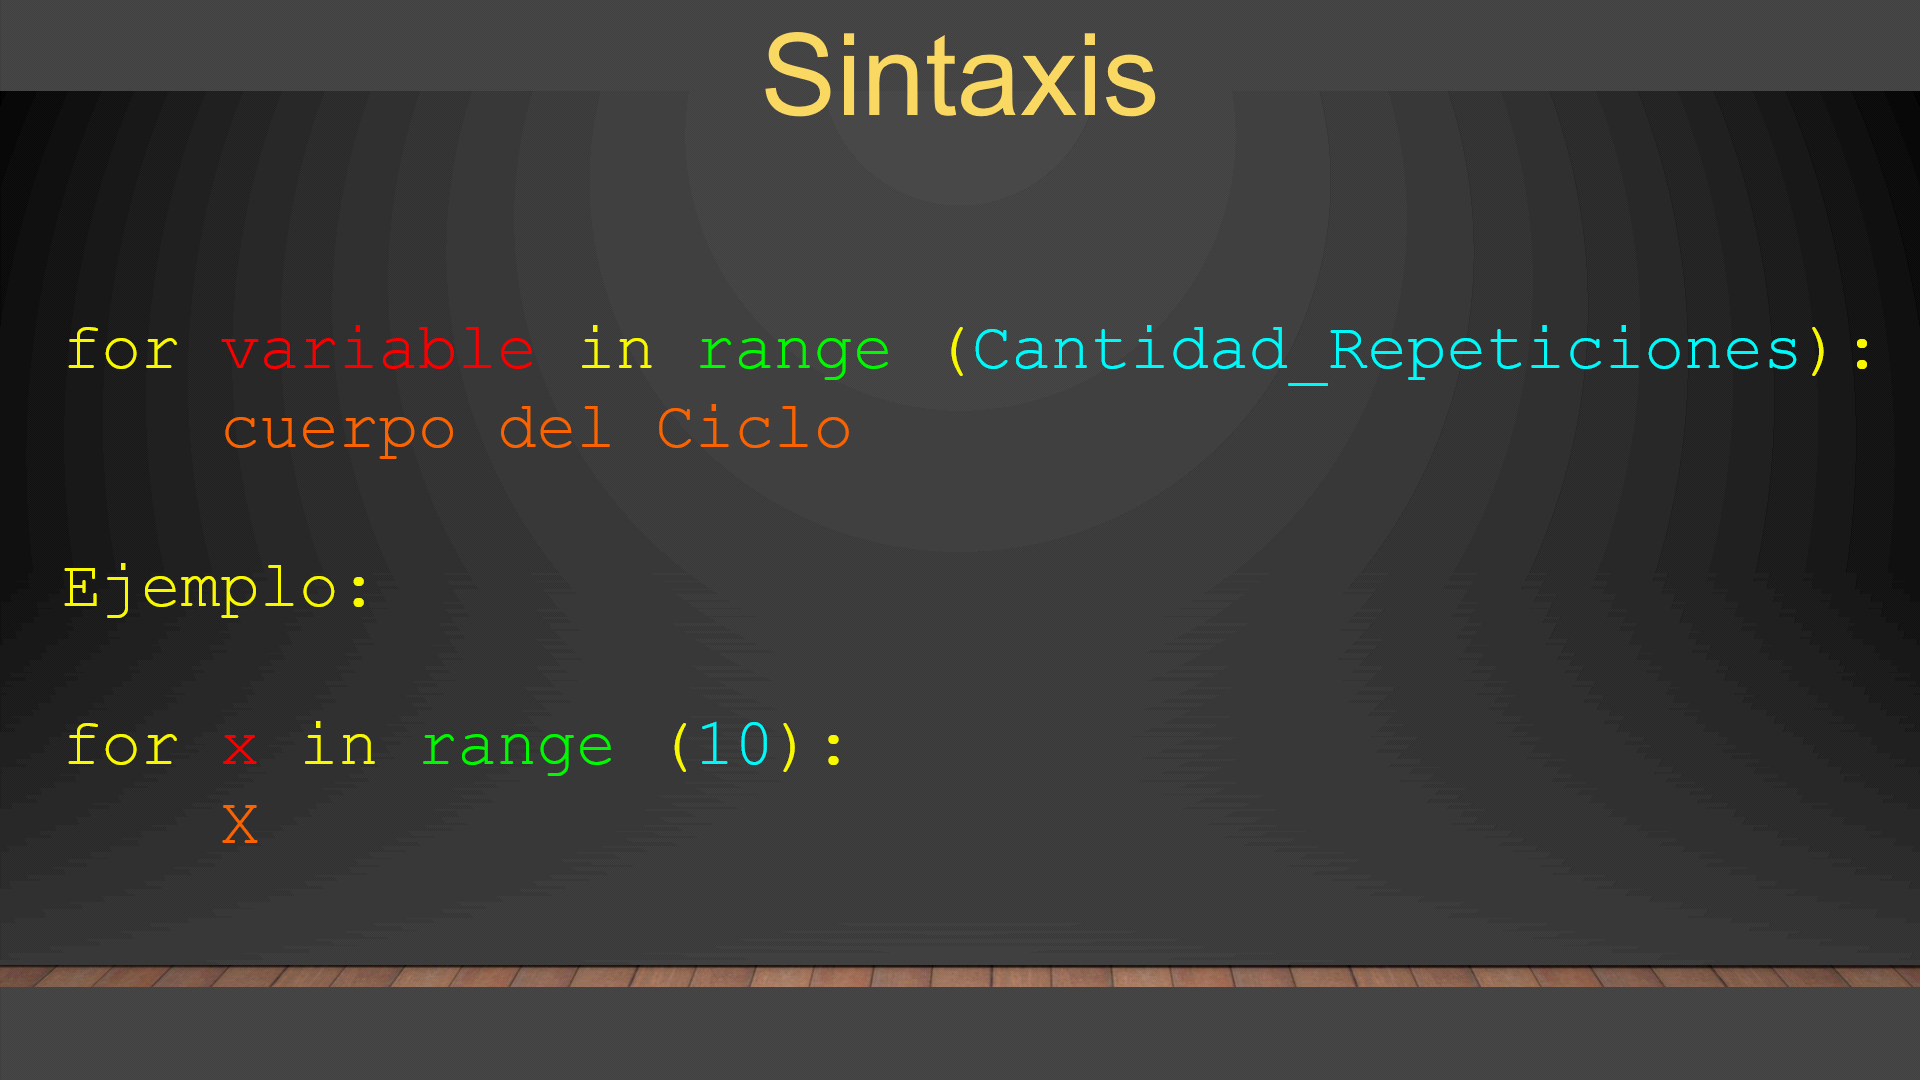 Sintaxis
for variable in range (Cantidad_Repeticiones):
cuerpo del Ciclo
Ejemplo:
for x in range (10):
X